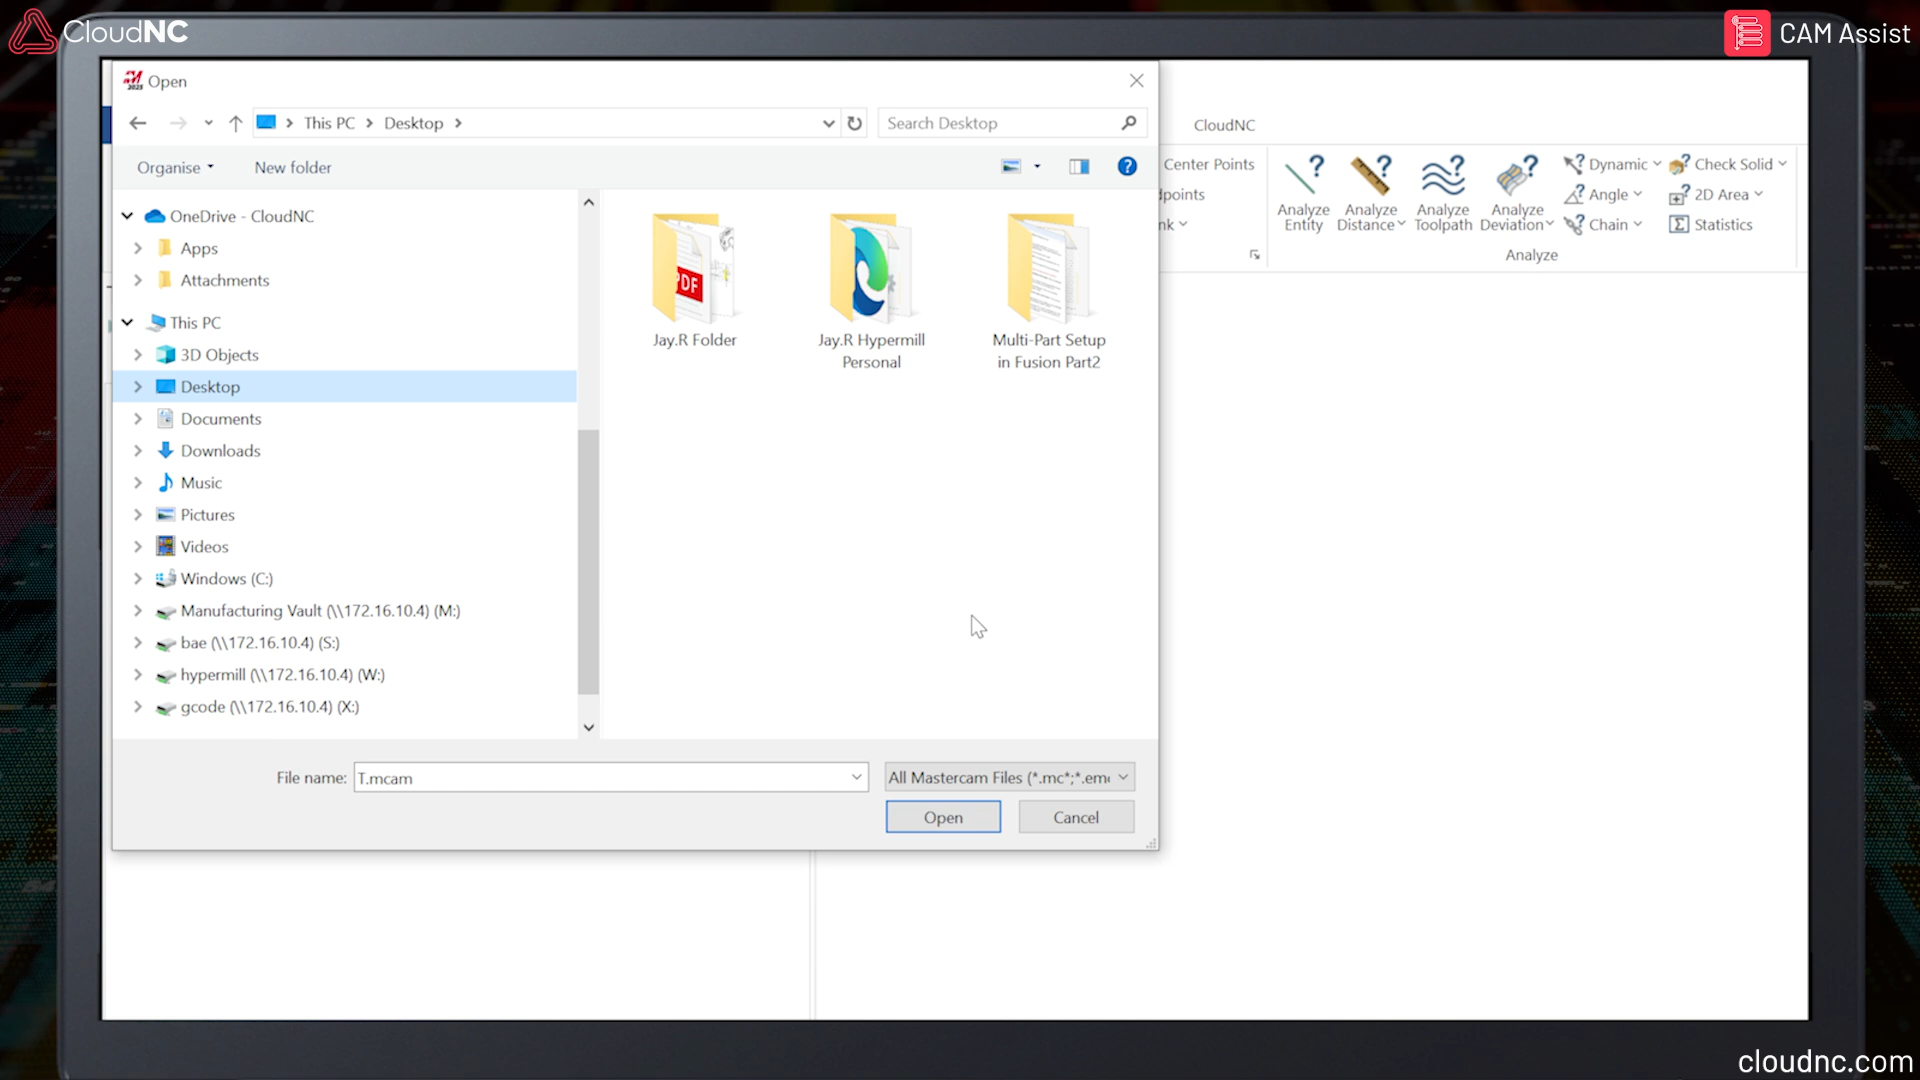 CloudNC
CAM Assist
Open
This PC
Desktop
Search Desktop
CloudNC
Organise
New folder
Center Points
Analyze
Entity
Analyze
Distance
Analyze
Toolpath
Analyze
Deviation
Dynamic
Angle
Chain
Check Solid
2D Area
Statistics
Analyze
OneDrive - CloudNC
Apps
Attachments
This PC
3D Objects
Desktop
Documents
Downloads
Music
Pictures
Videos
Windows (C:)
Manufacturing Vault (\\172.16.10.4) (M:)
bae (\\172.16.10.4) (S:)
hypermill (\\172.16.10.4) (W:)
gcode (\\172.16.10.4) (X:)
PDF
Jay.R Folder
Jay.R Hypermill
Personal
Multi-Part Setup
in Fusion Part2
File name:
T.mcam
All Mastercam Files (*.mc*;*.emc
Open
Cancel
cloudnc.com